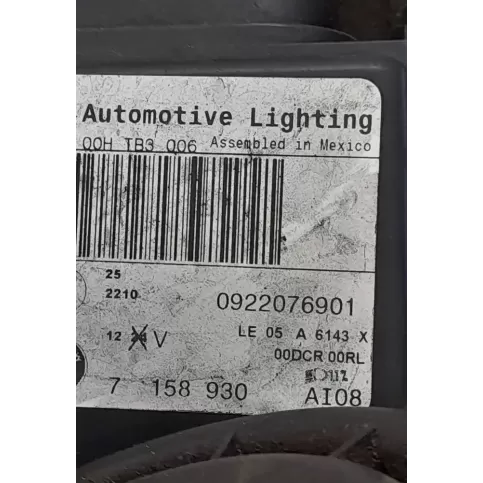 Automotive Lighting
00H TB3 006 Assembled in Mexico
25
2210
0922076901
12 24 V
LE 05 A 6143 X
00DCR 00RL
7 158 930
AI08